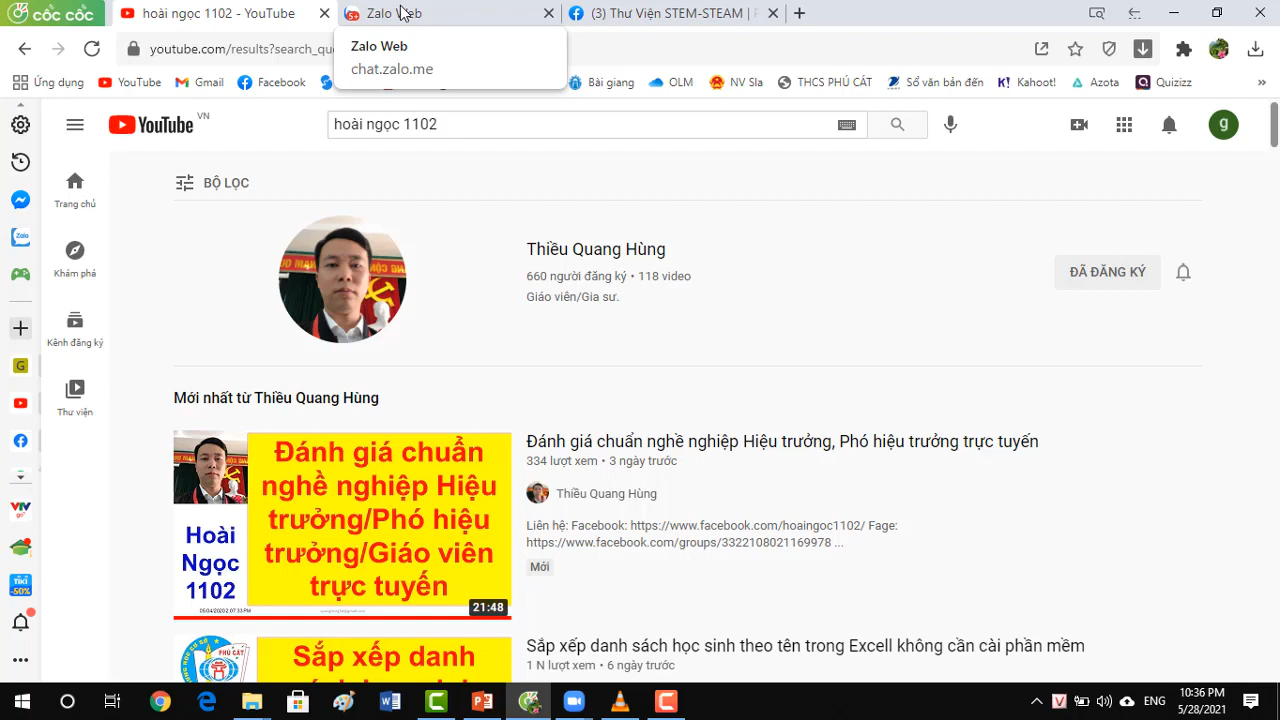 cốc cốc
hoài ngọc 1102 - YouTube
Zalo Web
(3) Thư Viện STEM-STEAM | F
youtube.com/results?search_qu
Zalo Web
chat.zalo.me
Ứng dụng
YouTube
Gmail
Facebook
Bài giang
OLM
NV Sla
THCS PHÚ CÁT
Sổ văn bản đến
Kahoot!
Azota
Quizizz
»
YouTube VN
hoài ngọc 1102
g
Trang chủ
Khám phá
Kênh đăng ký
Thư viện
BỘ LỌC
Thiều Quang Hùng
660 người đăng ký • 118 video
Giáo viên/Gia sư.
ĐÃ ĐĂNG KÝ
Mới nhất từ Thiều Quang Hùng
Đánh giá chuẩn
nghề nghiệp Hiệu
trưởng/Phó hiệu
trưởng/Giáo viên
trực tuyến
Hoài
Ngọc
1102
21:48
Đánh giá chuẩn nghề nghiệp Hiệu trưởng, Phó hiệu trưởng trực tuyến
334 lượt xem • 3 ngày trước
Thiều Quang Hùng
Liên hệ: Facebook: https://www.facebook.com/hoaingoc1102/ Fage:
https://www.facebook.com/groups/3322108021169978 ...
Mới
Sắp xếp danh
Sắp xếp danh sách học sinh theo tên trong Excell không cần cài phần mềm
1 N lượt xem • 6 ngày trước
Zalo
G
VTV
go
TIKI
-50%
ENG
10:36 PM
5/28/2021